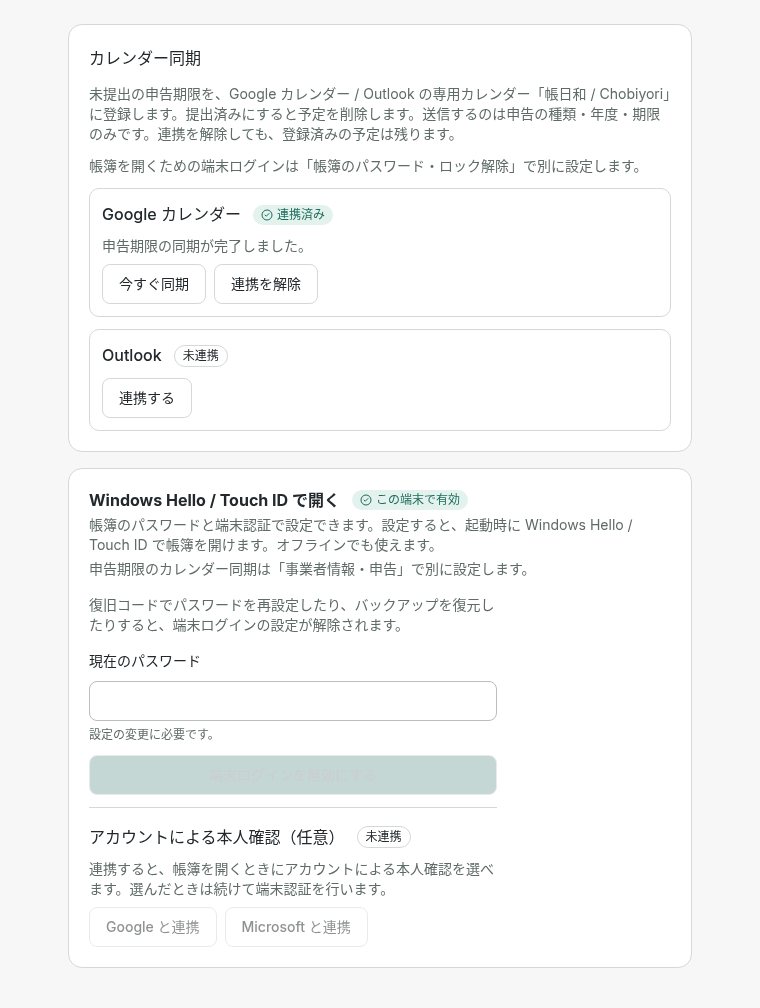 カレンダー同期
未提出の申告期限を、Google カレンダー / Outlook の専用カレンダー「帳日和 / Chobiyori」
に登録します。提出済みにすると予定を削除します。送信するのは申告の種類・年度・期限
のみです。連携を解除しても、登録済みの予定は残ります。
帳簿を開くための端末ログインは「帳簿のパスワード・ロック解除」で別に設定します。
Google カレンダー 連携済み
申告期限の同期が完了しました。
今すぐ同期 連携を解除
Outlook 未連携
連携する
Windows Hello / Touch ID で開く この端末で有効
帳簿のパスワードと端末認証で設定できます。設定すると、起動時に Windows Hello /
Touch ID で帳簿を開けます。オフラインでも使えます。
申告期限のカレンダー同期は「事業者情報・申告」で別に設定します。
復旧コードでパスワードを再設定したり、バックアップを復元し
たりすると、端末ログインの設定が解除されます。
現在のパスワード
設定の変更に必要です。
アカウントによる本人確認（任意） 未連携
連携すると、帳簿を開くときにアカウントによる本人確認を選べ
ます。選んだときは続けて端末認証を行います。
Google と連携 Microsoft と連携